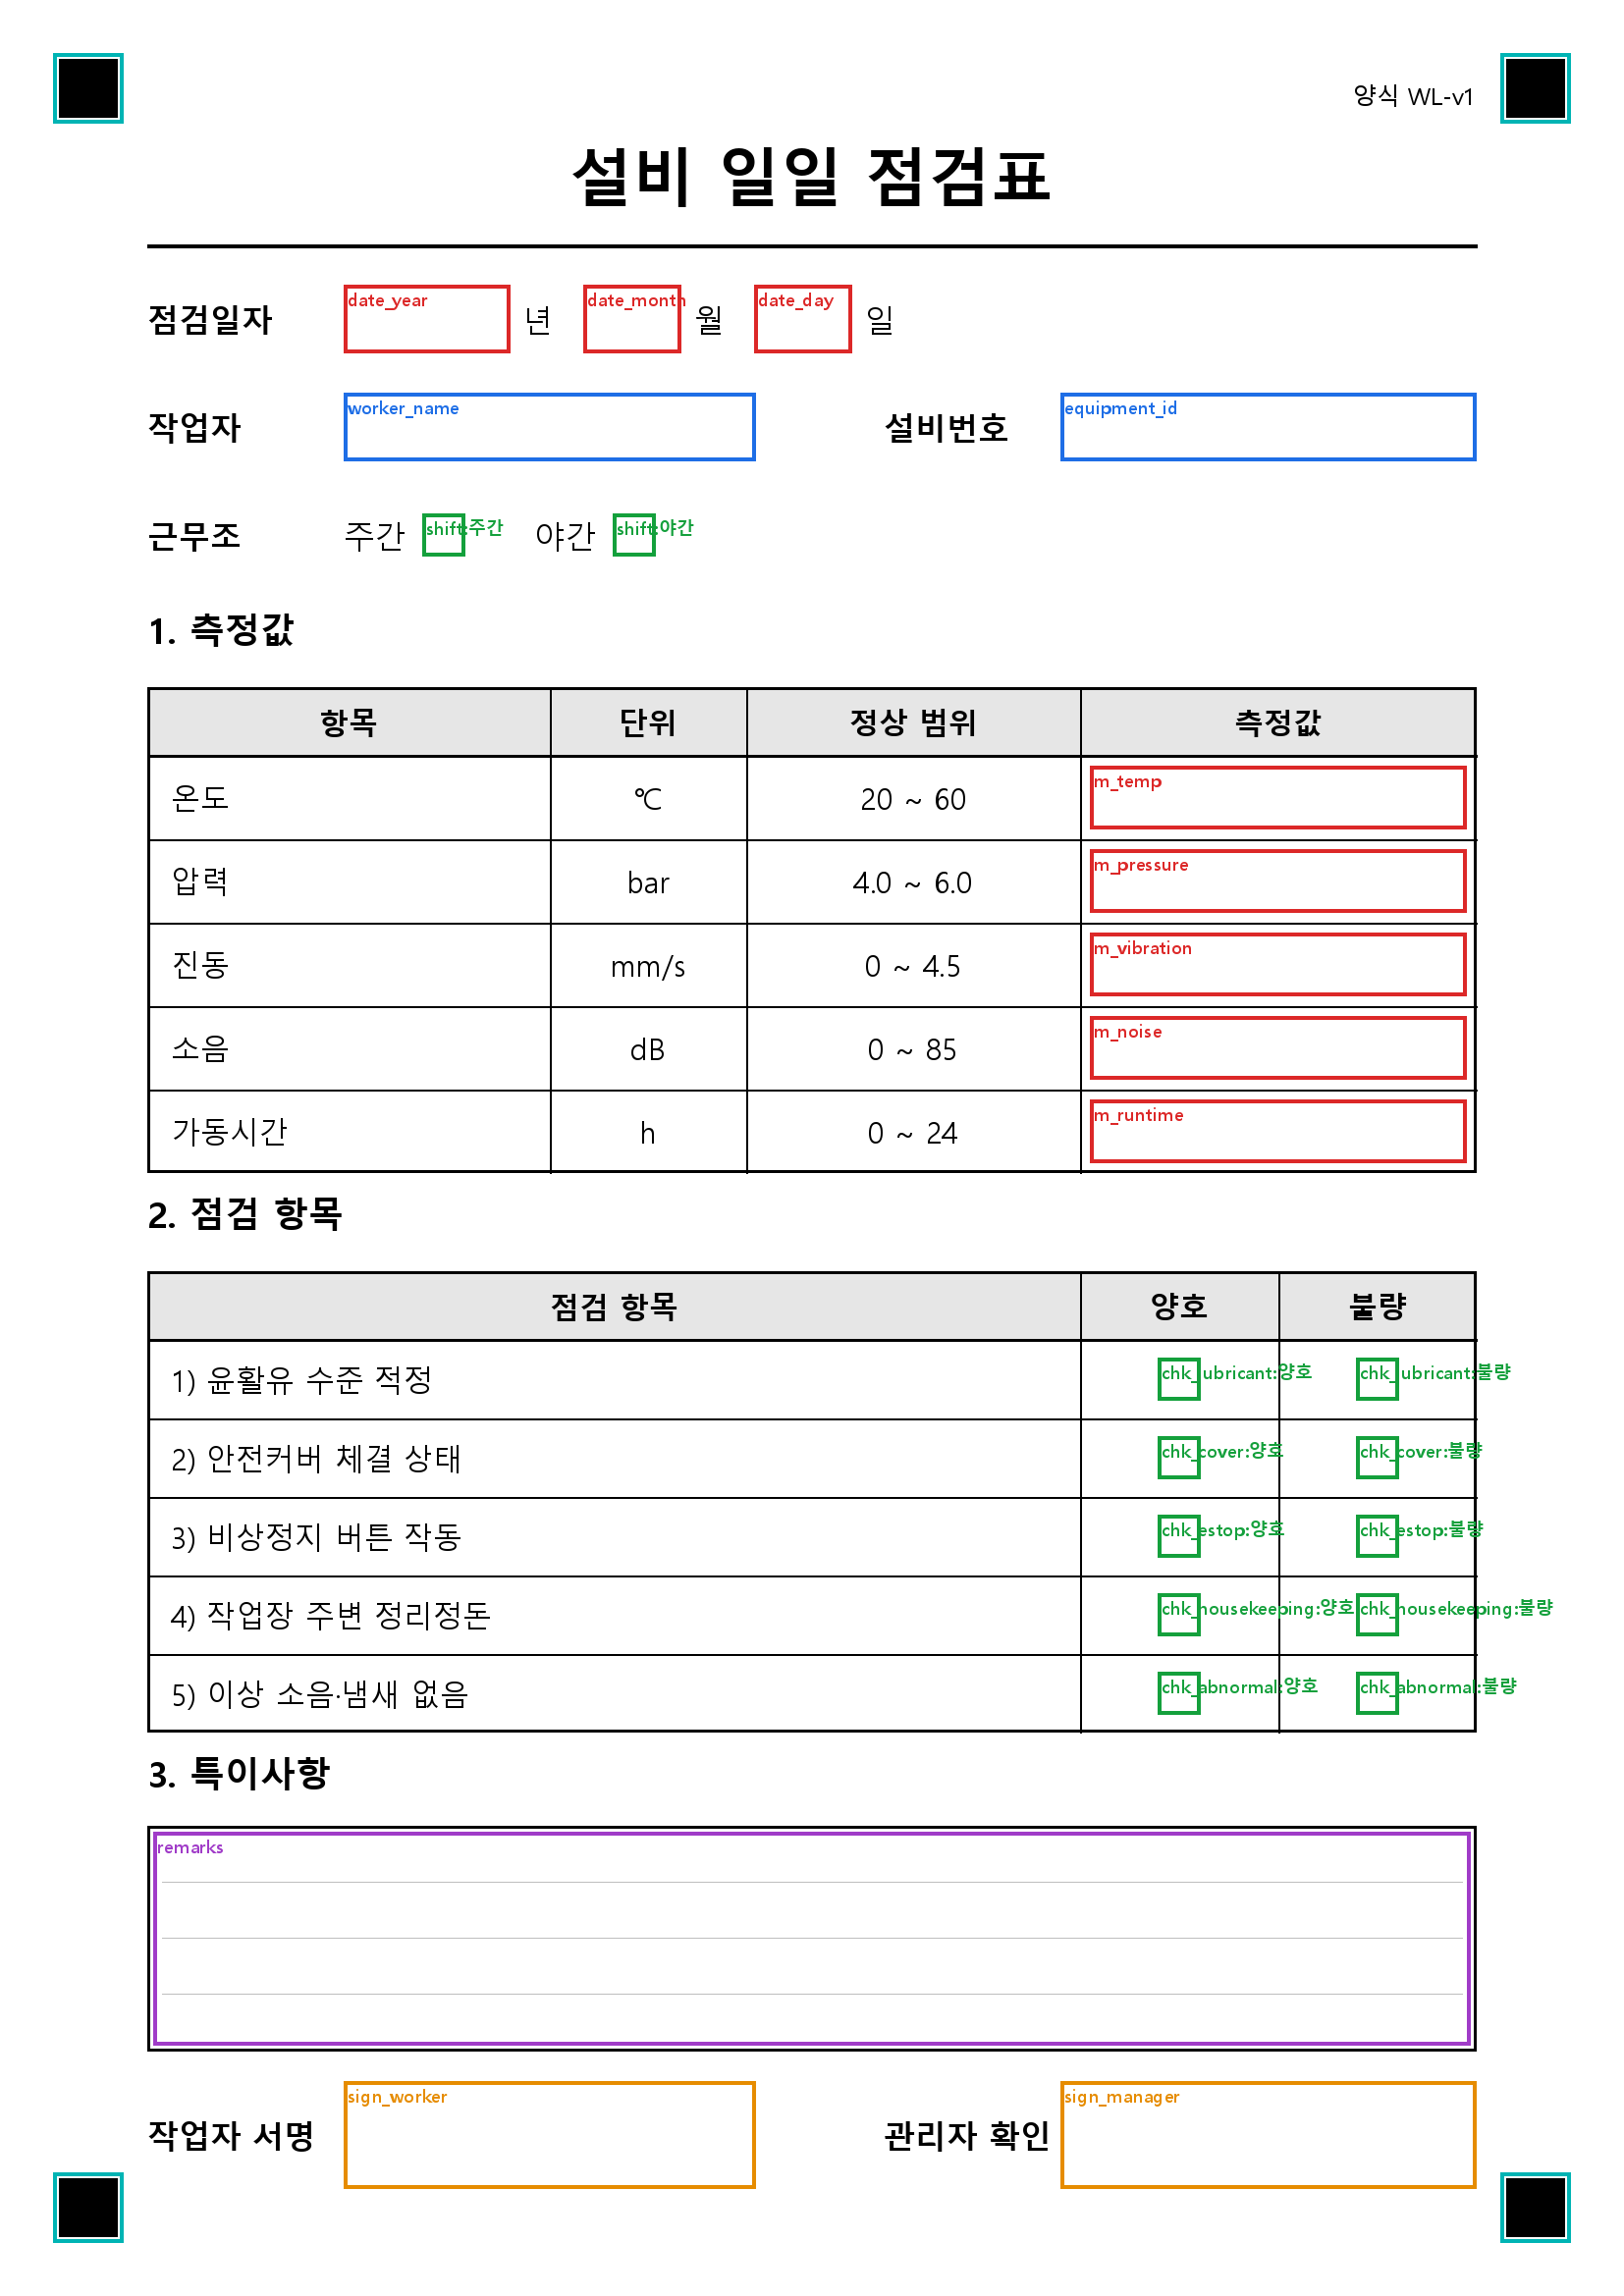 양식 WL-v1
설비 일일 점검표
점검일자 date_year 년 date_month 월 date_day 일
작업자 worker_name 설비번호 equipment_id
근무조 주간 shift:주간 야간 shift:야간
1. 측정값
항목 단위 정상 범위 측정값
온도 ℃ 20 ~ 60 m_temp
압력 bar 4.0 ~ 6.0 m_pressure
진동 mm/s 0 ~ 4.5 m_vibration
소음 dB 0 ~ 85 m_noise
가동시간 h 0 ~ 24 m_runtime
2. 점검 항목
점검 항목 양호 불량
1) 윤활유 수준 적정 chk_lubricant:양호 chk_lubricant:불량
2) 안전커버 체결 상태 chk_cover:양호 chk_cover:불량
3) 비상정지 버튼 작동 chk_estop:양호 chk_estop:불량
4) 작업장 주변 정리정돈 chk_housekeeping:양호 chk_housekeeping:불량
5) 이상 소음·냄새 없음 chk_abnormal:양호 chk_abnormal:불량
3. 특이사항
remarks
작업자 서명 sign_worker 관리자 확인 sign_manager